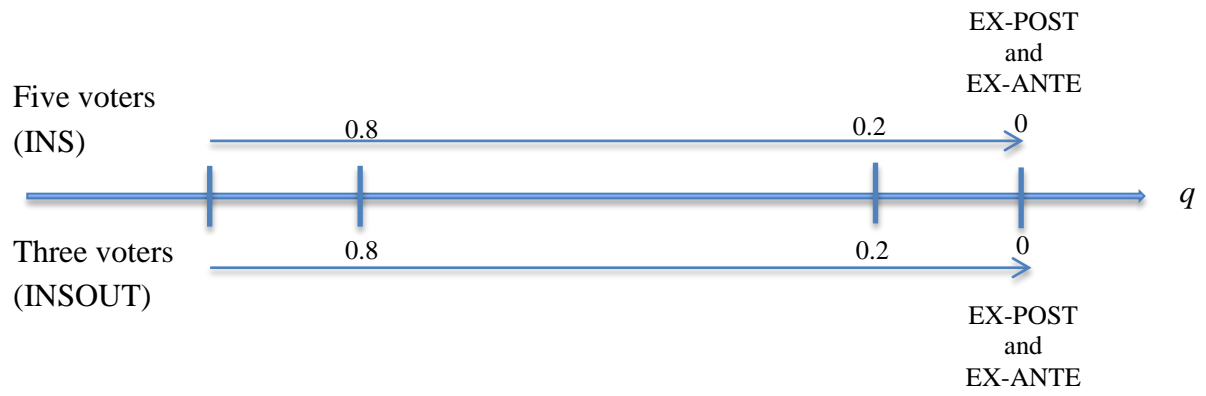 EX-POST
and
EX-ANTE
Five voters
(INS)
0.8
0.2
0
q
Three voters
(INSOUT)
0.8
0.2
0
EX-POST
and
EX-ANTE